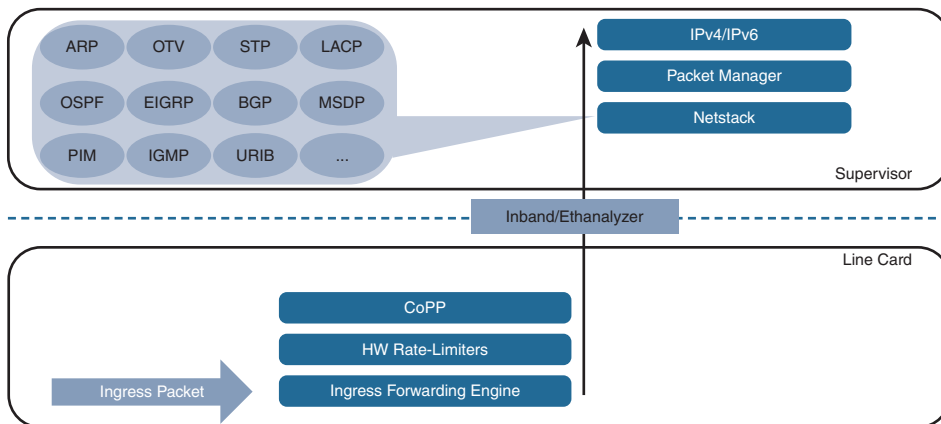 ARP OTV STP LACP
OSPF EIGRP BGP MSDP
PIM IGMP URIB ...
IPv4/IPv6
Packet Manager
Netstack
Supervisor
Inband/Ethanalyzer
Line Card
CoPP
HW Rate-Limiters
Ingress Packet
Ingress Forwarding Engine